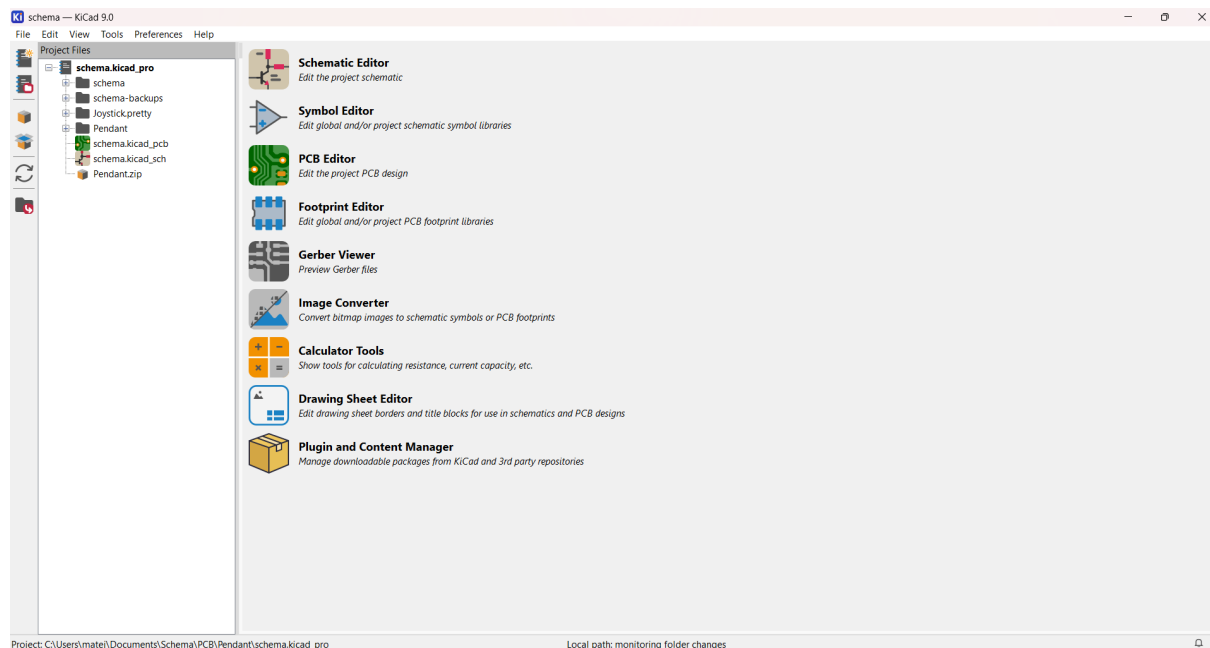 Ki schema — KiCad 9.0
File Edit View Tools Preferences Help
Project Files
schema.kicad_pro
schema
schema-backups
Joystick.pretty
Pendant
schema.kicad_pcb
schema.kicad_sch
Pendant.zip
Schematic Editor
Edit the project schematic
Symbol Editor
Edit global and/or project schematic symbol libraries
PCB Editor
Edit the project PCB design
Footprint Editor
Edit global and/or project PCB footprint libraries
Gerber Viewer
Preview Gerber files
Image Converter
Convert bitmap images to schematic symbols or PCB footprints
Calculator Tools
Show tools for calculating resistance, current capacity, etc.
Drawing Sheet Editor
Edit drawing sheet borders and title blocks for use in schematics and PCB designs
Plugin and Content Manager
Manage downloadable packages from KiCad and 3rd party repositories
Project: C:\Users\matej\Documents\Schema\PCB\Pendant\schema.kicad_pro Local path: monitoring folder changes